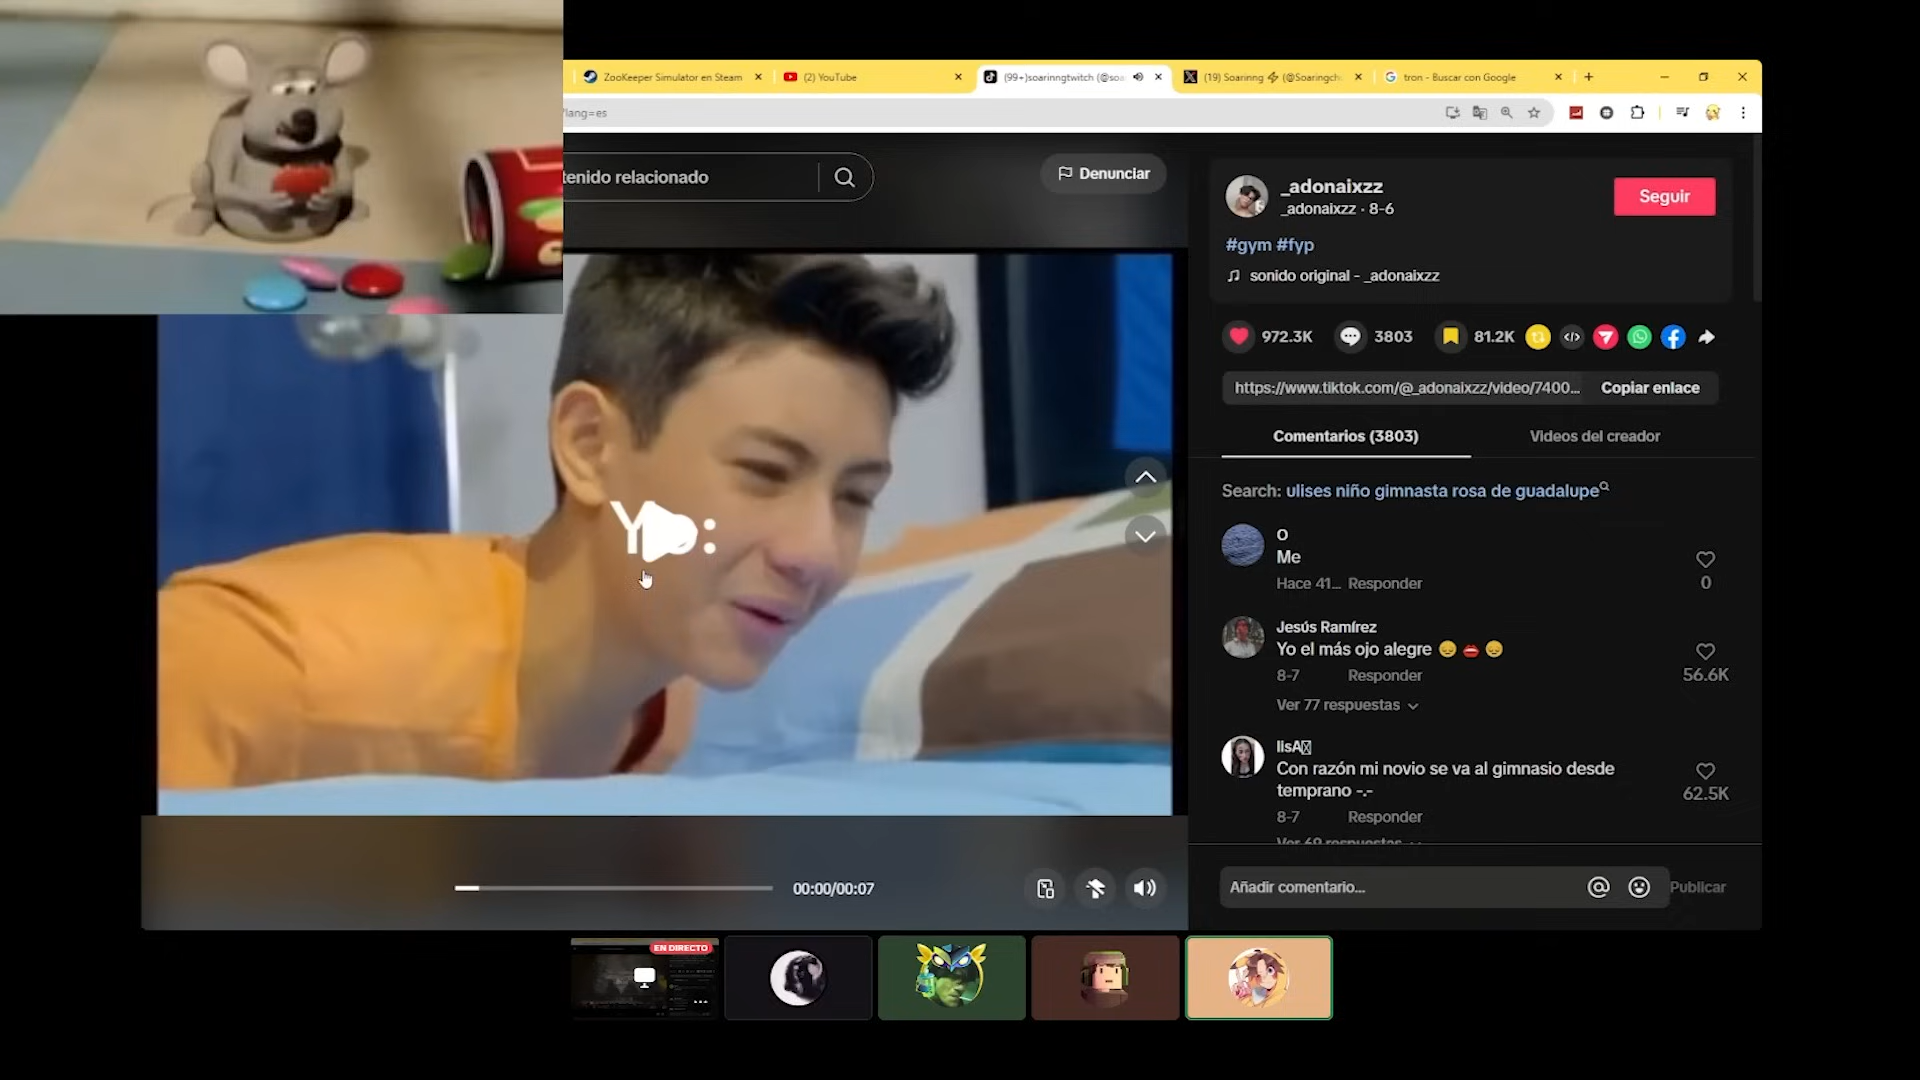 ZooKeeper Simulator en Steam
(2) YouTube
(99+)soarinngtwitch (@soa
(19) Soarinng ⚡ (@Soaringch
tron - Buscar con Google
/lang=es
tenido relacionado
Denunciar
_adonaixzz
_adonaixzz · 8-6
Seguir
#gym #fyp
sonido original - _adonaixzz
972.3K
3803
81.2K
https://www.tiktok.com/@_adonaixzz/video/7400...
Copiar enlace
Comentarios (3803)
Videos del creador
Search: ulises niño gimnasta rosa de guadalupe
O
Me
Hace 41... Responder
0
Jesús Ramírez
Yo el más ojo alegre 😞 👄 😞
8-7 Responder
56.6K
Ver 77 respuestas
lisA
Con razón mi novio se va al gimnasio desde
temprano -.-
8-7 Responder
62.5K
Ver 69 respuestas
Yo:
00:00/00:07
Añadir comentario...
Publicar
EN DIRECTO